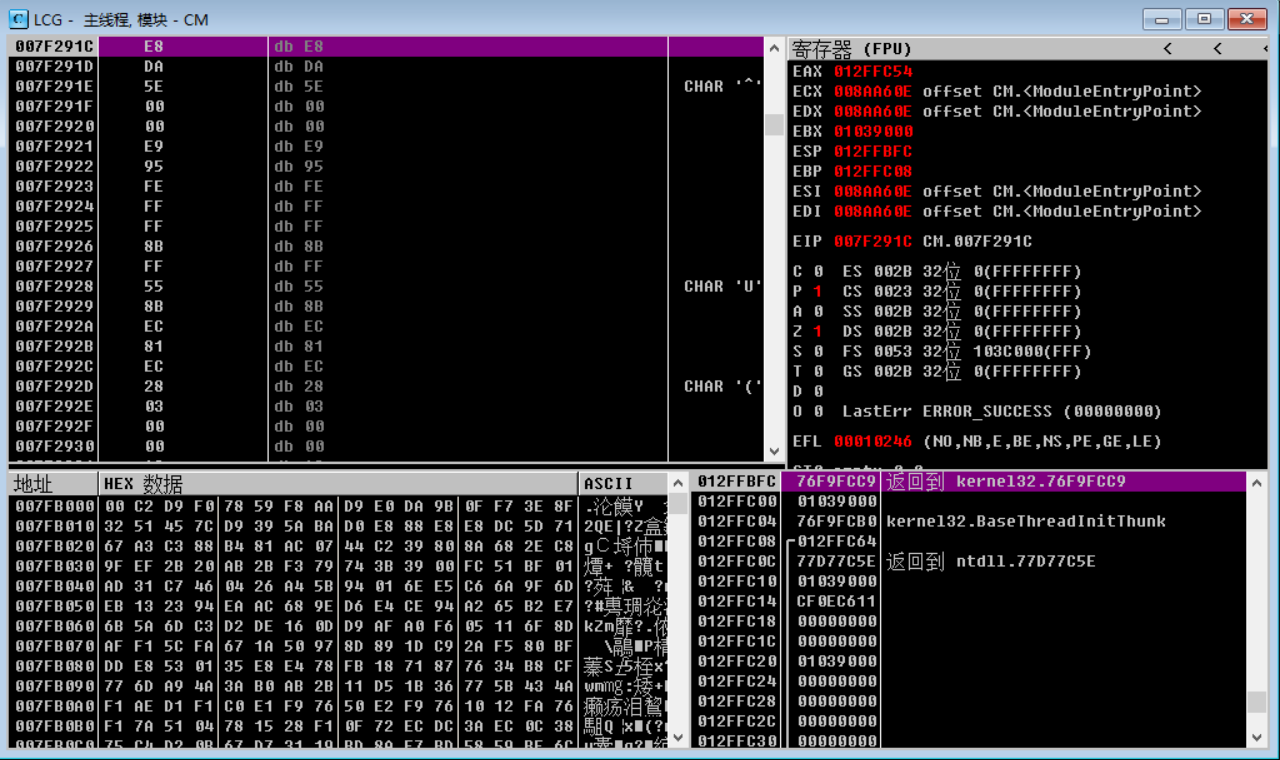 LCG - 主线程, 模块 - CM
007F291C E8 db E8
007F291D DA db DA
007F291E 5E db 5E CHAR '^'
007F291F 00 db 00
007F2920 00 db 00
007F2921 E9 db E9
007F2922 95 db 95
007F2923 FE db FE
007F2924 FF db FF
007F2925 FF db FF
007F2926 8B db 8B
007F2927 FF db FF
007F2928 55 db 55 CHAR 'U'
007F2929 8B db 8B
007F292A EC db EC
007F292B 81 db 81
007F292C EC db EC
007F292D 28 db 28 CHAR '('
007F292E 03 db 03
007F292F 00 db 00
007F2930 00 db 00
寄存器 (FPU) < < <
EAX 012FFC54
ECX 008AA60E offset CM.<ModuleEntryPoint>
EDX 008AA60E offset CM.<ModuleEntryPoint>
EBX 01039000
ESP 012FFBFC
EBP 012FFC08
ESI 008AA60E offset CM.<ModuleEntryPoint>
EDI 008AA60E offset CM.<ModuleEntryPoint>
EIP 007F291C CM.007F291C
C 0 ES 002B 32位 0(FFFFFFFF)
P 1 CS 0023 32位 0(FFFFFFFF)
A 0 SS 002B 32位 0(FFFFFFFF)
Z 1 DS 002B 32位 0(FFFFFFFF)
S 0 FS 0053 32位 103C000(FFF)
T 0 GS 002B 32位 0(FFFFFFFF)
D 0
O 0 LastErr ERROR_SUCCESS (00000000)
EFL 00010246 (NO,NB,E,BE,NS,PE,GE,LE)
地址 HEX 数据 ASCII
007FB000 00 C2 D9 F0 78 59 F8 AA D9 E0 DA 9B 0F F7 3E 8F
007FB010 32 51 45 7C D9 39 5A BA D0 E8 88 E8 E8 DC 5D 71
007FB020 67 A3 C3 88 B4 81 AC 07 44 C2 39 80 8A 68 2E C8
007FB030 9F EF 2B 20 AB 2B F3 79 74 3B 39 00 FC 51 BF 01
007FB040 AD 31 C7 46 04 26 A4 5B 94 01 6E E5 C6 6A 9F 6D
007FB050 EB 13 23 94 EA AC 68 9E D6 E4 CE 94 A2 65 B2 E7
007FB060 6B 5A 6D C3 D2 DE 16 0D D9 AF A0 F6 05 11 6F 8D
007FB070 AF F1 5C FA 67 1A 50 97 8D 89 1D C9 2A F5 80 BF
007FB080 DD E8 53 01 35 E8 E4 78 FB 18 71 87 76 34 B8 CF
007FB090 77 6D A9 4A 3A B0 AB 2B 11 D5 1B 36 77 5B 43 4A
007FB0A0 F1 AE D1 F1 C0 E1 F9 76 50 E2 F9 76 10 12 FA 76
007FB0B0 F1 7A 51 04 78 15 28 F1 0F 72 EC DC 3A EC 0C 38
012FFBFC 76F9FCC9 返回到 kernel32.76F9FCC9
012FFC00 01039000
012FFC04 76F9FCB0 kernel32.BaseThreadInitThunk
012FFC08 012FFC64
012FFC0C 77D77C5E 返回到 ntdll.77D77C5E
012FFC10 01039000
012FFC14 CF0EC611
012FFC18 00000000
012FFC1C 00000000
012FFC20 01039000
012FFC24 00000000
012FFC28 00000000
012FFC2C 00000000
012FFC30 00000000